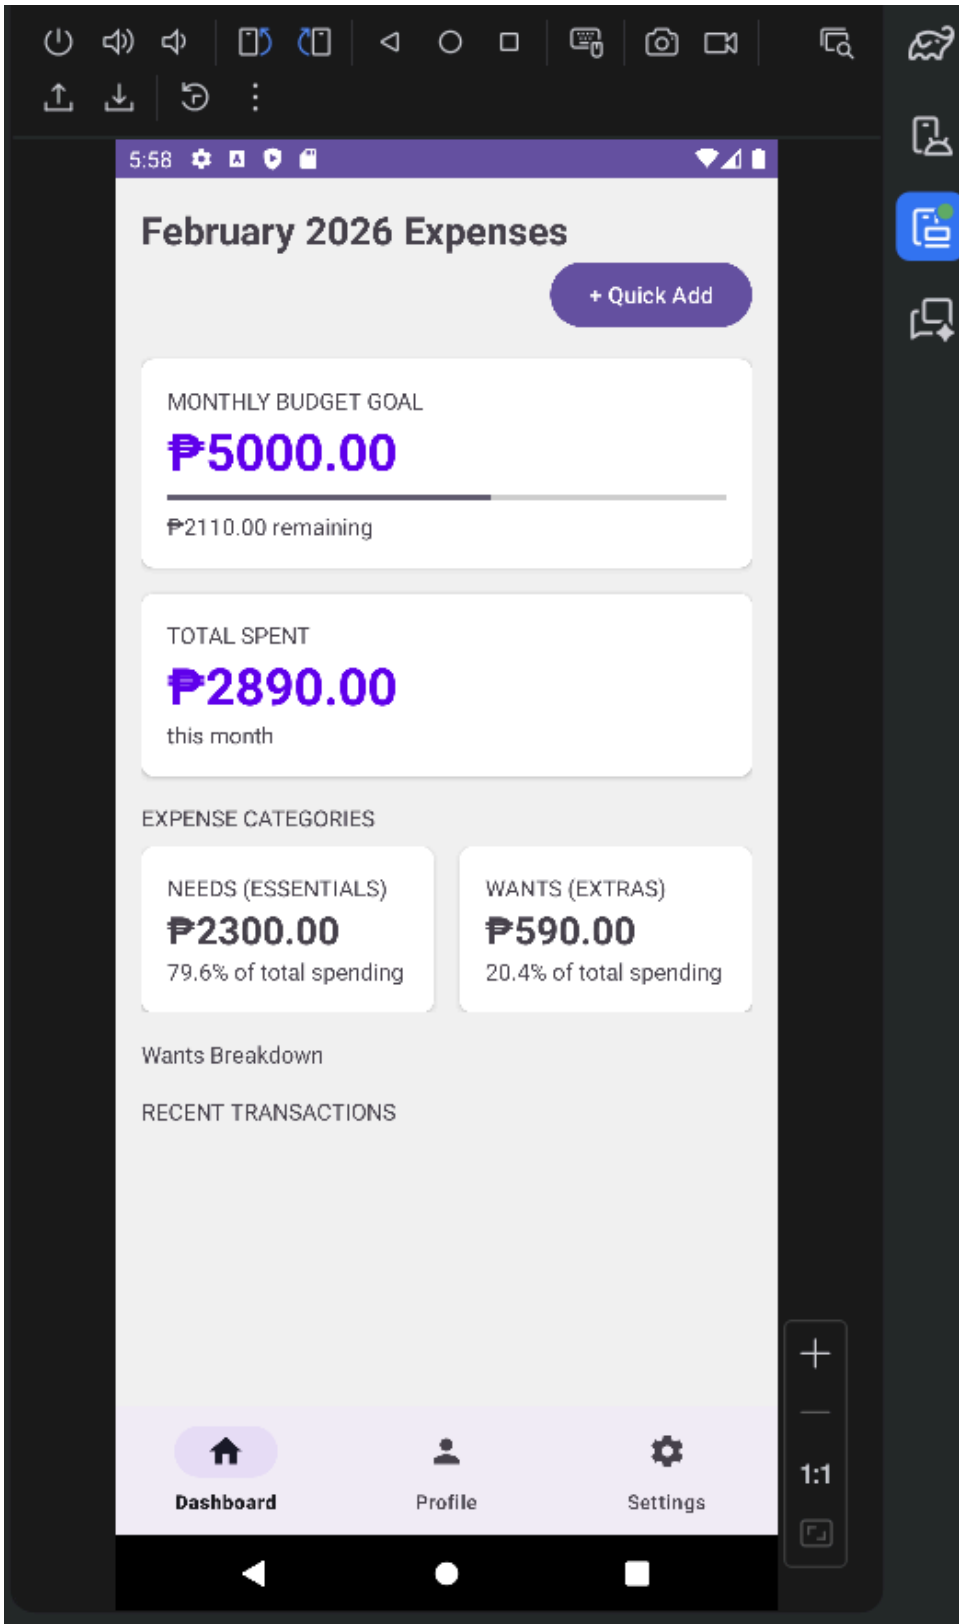 5:58
February 2026 Expenses
+ Quick Add
MONTHLY BUDGET GOAL
₱5000.00
₱2110.00 remaining
TOTAL SPENT
₱2890.00
this month
EXPENSE CATEGORIES
NEEDS (ESSENTIALS)
₱2300.00
79.6% of total spending
WANTS (EXTRAS)
₱590.00
20.4% of total spending
Wants Breakdown
RECENT TRANSACTIONS
1:1
Dashboard
Profile
Settings